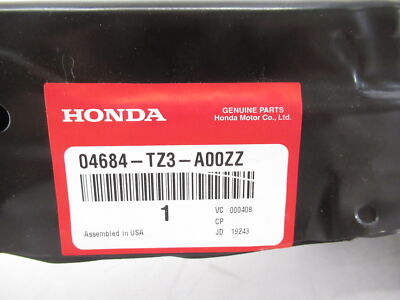 HONDA
GENUINE PARTS
Honda Motor Co., Ltd.
04684-TZ3-A00ZZ
1
VC 000408
CP
Assembled in USA
JD 19243